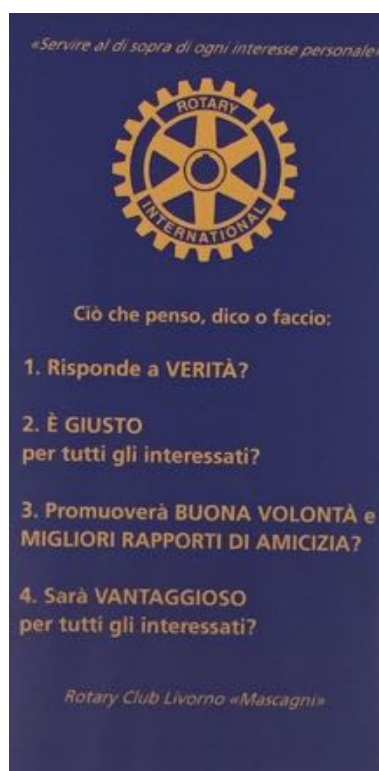 «Servire al di sopra di ogni interesse personale»
ROTARY
INTERNATIONAL
Ciò che penso, dico o faccio:
1. Risponde a VERITÀ?
2. È GIUSTO
per tutti gli interessati?
3. Promuoverà BUONA VOLONTÀ e
MIGLIORI RAPPORTI DI AMICIZIA?
4. Sarà VANTAGGIOSO
per tutti gli interessati?
Rotary Club Livorno «Mascagni»